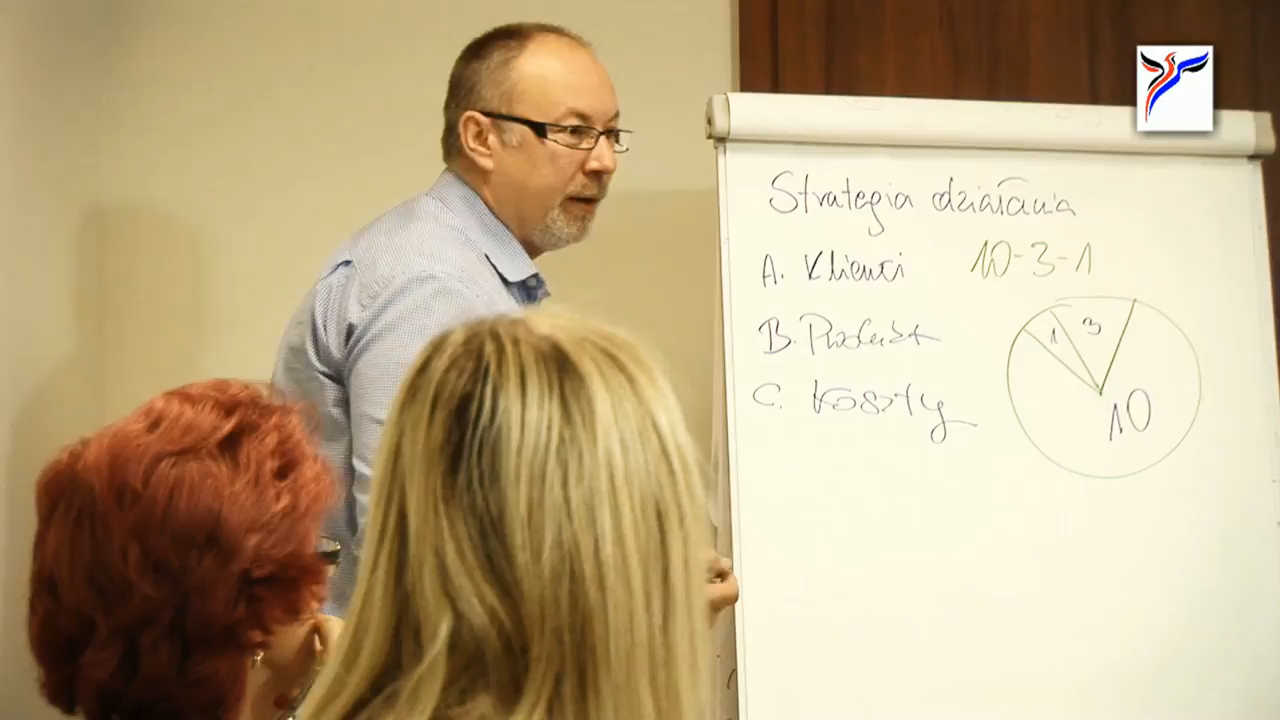 Strategia działania
A. Klienci 10-3-1
B. Produkt
C. Koszty
1 3
10